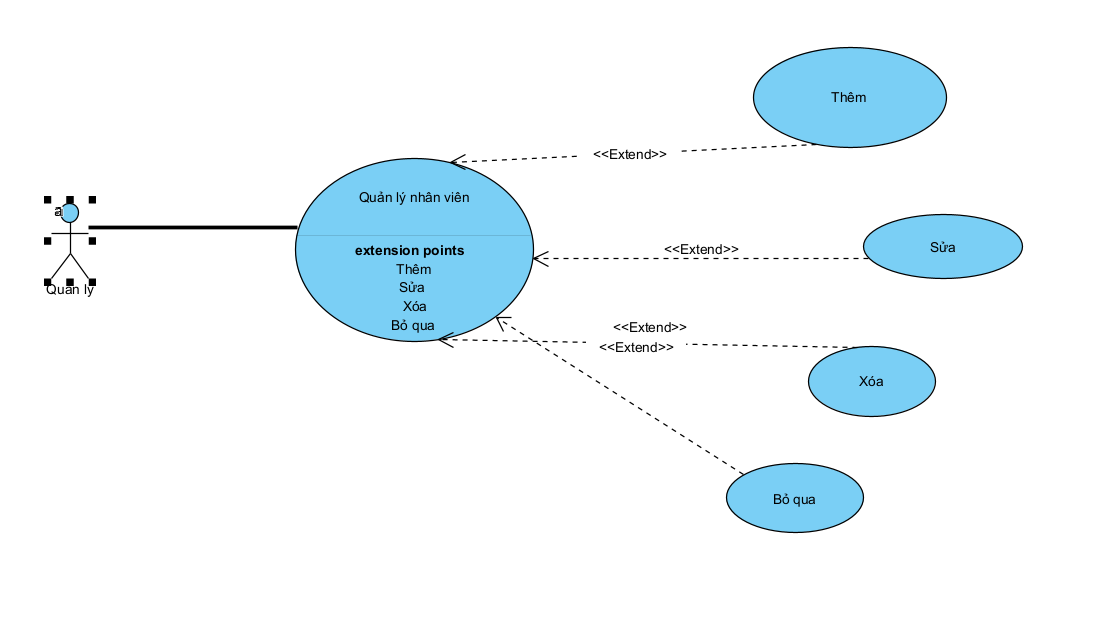 Thêm
<<Extend>>
Quản lý nhân viên
Quản lý
extension points
Thêm
Sửa
Xóa
Bỏ qua
<<Extend>>
Sửa
<<Extend>>
<<Extend>>
Xóa
Bỏ qua